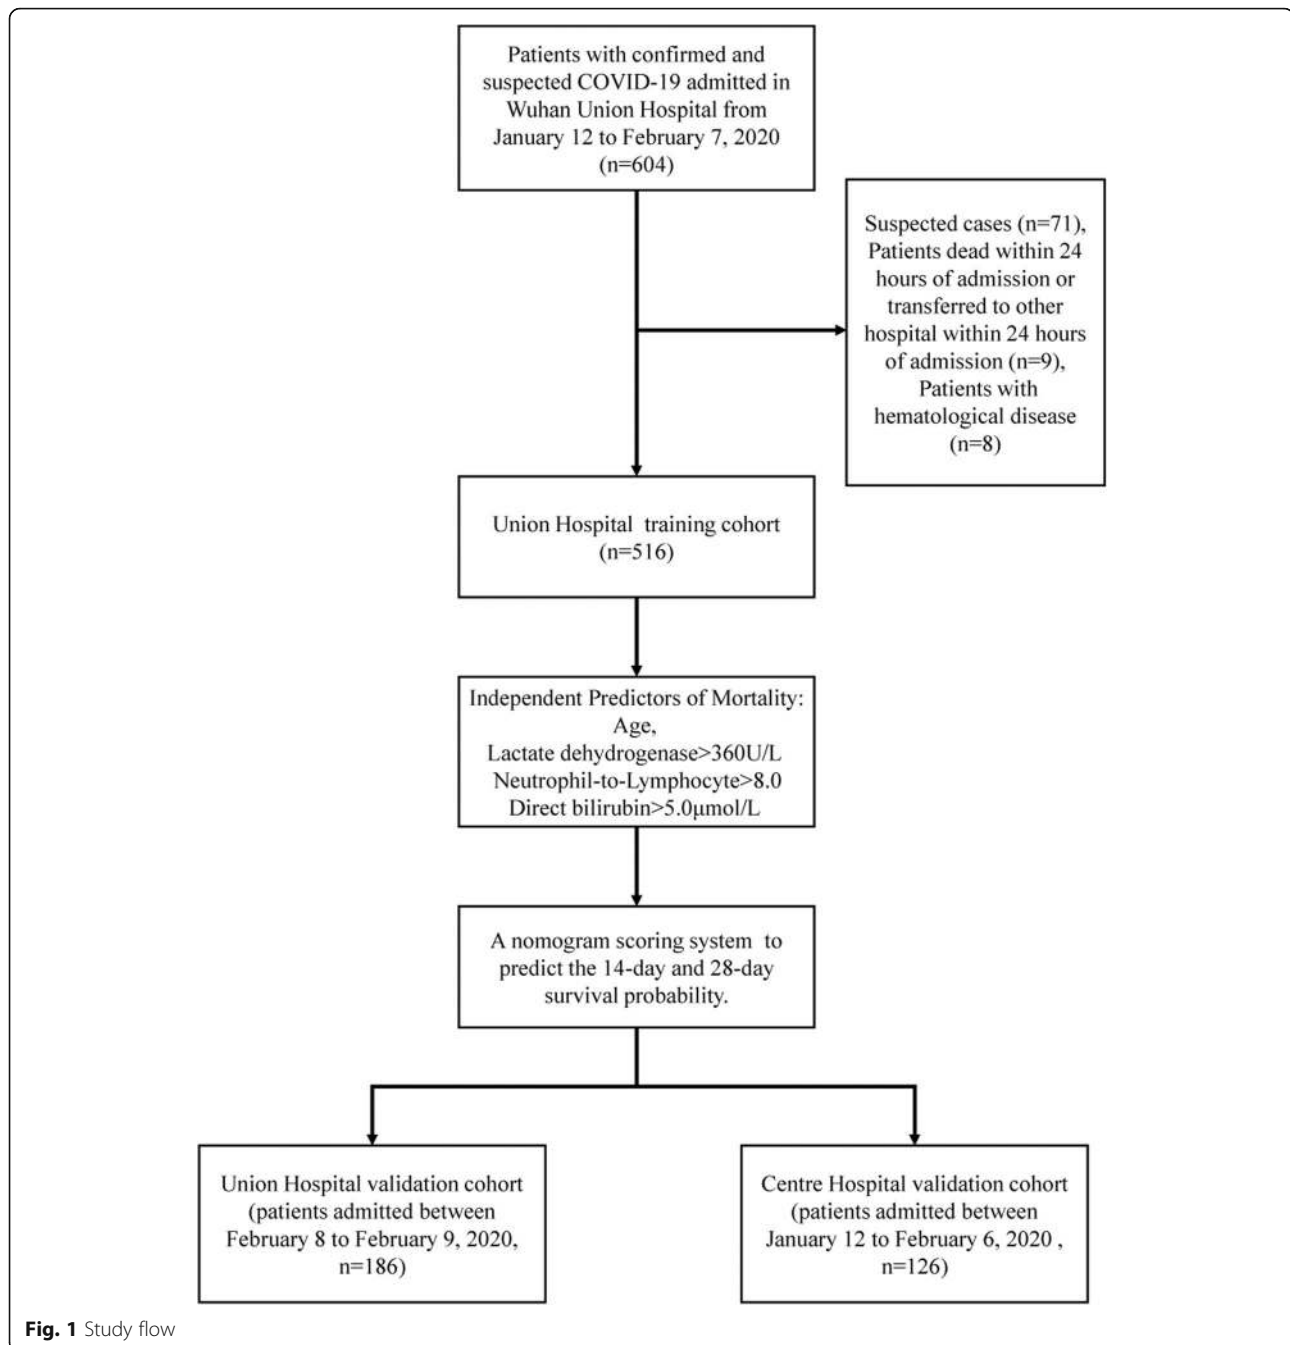 Patients with confirmed and
suspected COVID-19 admitted in
Wuhan Union Hospital from
January 12 to February 7, 2020
(n=604)
Suspected cases (n=71),
Patients dead within 24
hours of admission or
transferred to other
hospital within 24 hours
of admission (n=9),
Patients with
hematological disease
(n=8)
Union Hospital training cohort
(n=516)
Independent Predictors of Mortality:
Age,
Lactate dehydrogenase>360U/L
Neutrophil-to-Lymphocyte>8.0
Direct bilirubin>5.0μmol/L
A nomogram scoring system to
predict the 14-day and 28-day
survival probability.
Union Hospital validation cohort
(patients admitted between
February 8 to February 9, 2020,
n=186)
Centre Hospital validation cohort
(patients admitted between
January 12 to February 6, 2020 ,
n=126)
Fig. 1 Study flow